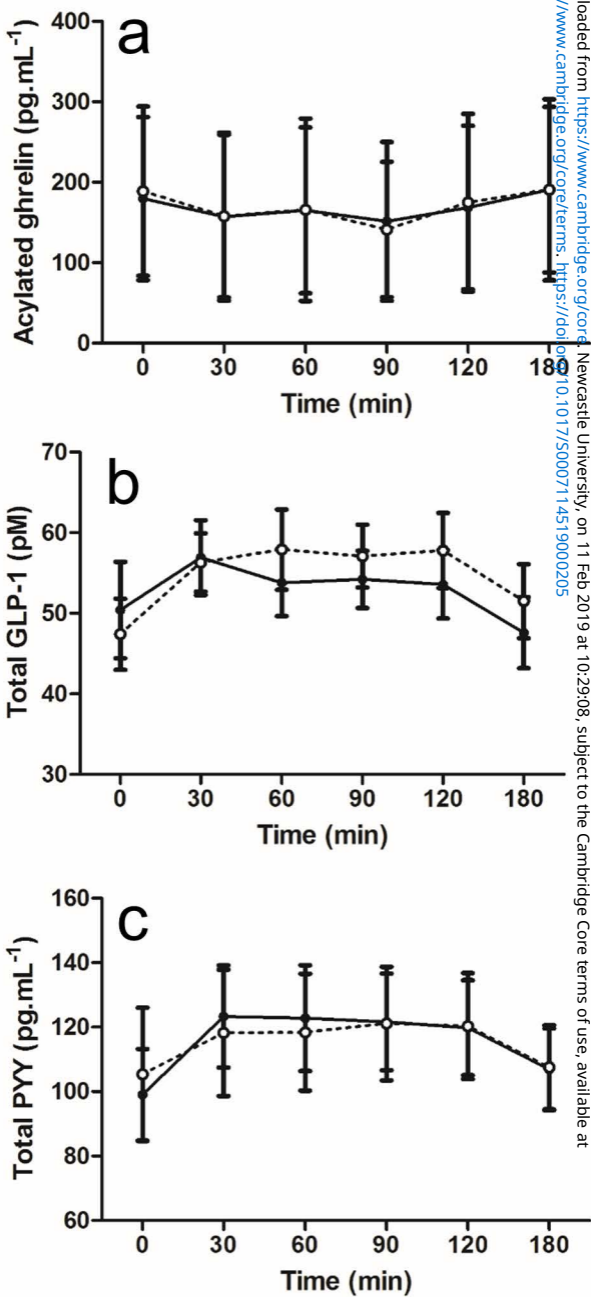 a
400
300
200
100
0
Acylated ghrelin (pg.mL-1)
0 30 60 90 120 180
Time (min)
b
70
60
50
40
30
Total GLP-1 (pM)
0 30 60 90 120 180
Time (min)
c
160
140
120
100
80
60
Total PYY (pg.mL-1)
0 30 60 90 120 180
Time (min)
loaded from https://www.cambridge.org/core. Newcastle University, on 11 Feb 2019 at 10:29:08, subject to the Cambridge Core terms of use, available at
//www.cambridge.org/core/terms. https://doi.org/10.1017/S0007114519000205